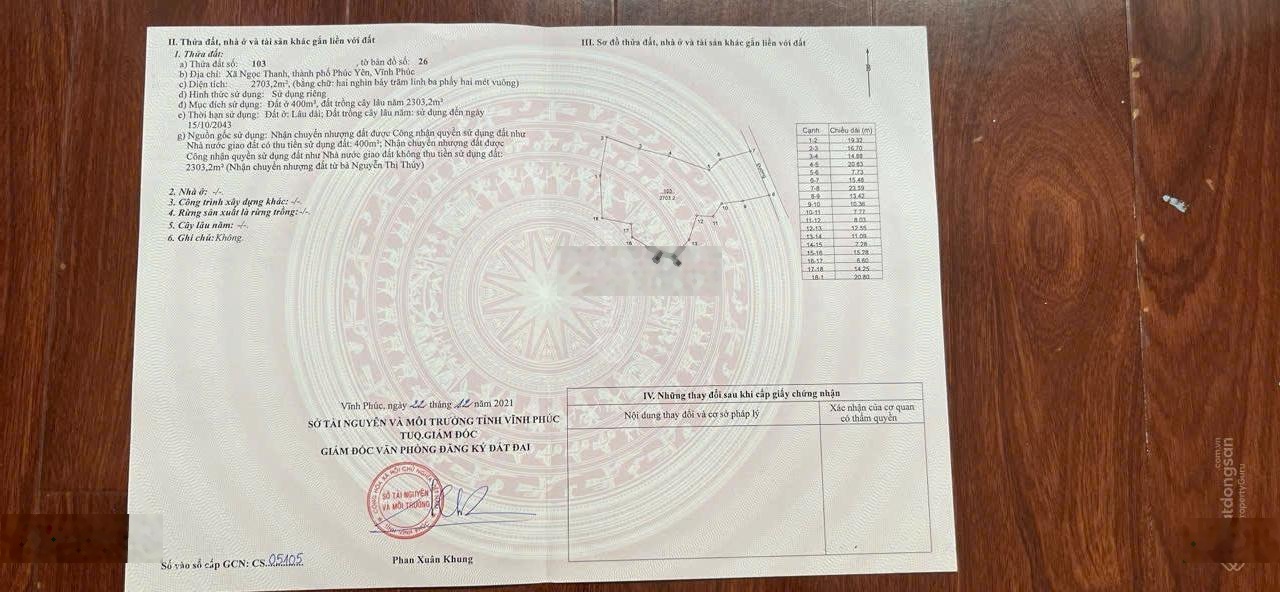 II. Thửa đất, nhà ở và tài sản khác gắn liền với đất
1. Thửa đất:
a) Thửa đất số: 103 , tờ bản đồ số: 26
b) Địa chỉ: Xã Ngọc Thanh, thành phố Phúc Yên, Vĩnh Phúc
c) Diện tích: 2703,2m², (bằng chữ: hai nghìn bảy trăm linh ba phẩy hai mét vuông)
d) Hình thức sử dụng: Sử dụng riêng
đ) Mục đích sử dụng: Đất ở 400m², đất trồng cây lâu năm 2303,2m²
e) Thời hạn sử dụng: Đất ở: Lâu dài; Đất trồng cây lâu năm: sử dụng đến ngày
15/10/2043
g) Nguồn gốc sử dụng: Nhận chuyển nhượng đất được Công nhận quyền sử dụng đất như
Nhà nước giao đất có thu tiền sử dụng đất: 400m²; Nhận chuyển nhượng đất được
Công nhận quyền sử dụng đất như Nhà nước giao đất không thu tiền sử dụng đất:
2303,2m² (Nhận chuyển nhượng đất từ bà Nguyễn Thị Thúy)
2. Nhà ở: -/-.
3. Công trình xây dựng khác: -/-.
4. Rừng sản xuất là rừng trồng:-/-.
5. Cây lâu năm: -/-.
6. Ghi chú: Không.
Vĩnh Phúc, ngày 22 tháng 12 năm 2021
SỞ TÀI NGUYÊN VÀ MÔI TRƯỜNG TỈNH VĨNH PHÚC
TUQ.GIÁM ĐỐC
GIÁM ĐỐC VĂN PHÒNG ĐĂNG KÝ ĐẤT ĐAI
SỞ TÀI NGUYÊN
VÀ MÔI TRƯỜNG
Phan Xuân Khung
Số vào sổ cấp GCN: CS 05105
III. Sơ đồ thửa đất, nhà ở và tài sản khác gắn liền với đất
B
103
2703.2
Đường
Cạnh Chiều dài (m)
1-2 19.32
2-3 16.70
3-4 14.88
4-5 20.63
5-6 7.73
6-7 15.48
7-8 23.59
8-9 13.42
9-10 10.36
10-11 7.77
11-12 8.03
12-13 12.55
13-14 11.09
14-15 7.28
15-16 15.28
16-17 6.60
17-18 14.25
18-1 20.80
IV. Những thay đổi sau khi cấp giấy chứng nhận
Nội dung thay đổi và cơ sở pháp lý
Xác nhận của cơ quan
có thẩm quyền
tdongsan
.com.vn
ropertyGuru